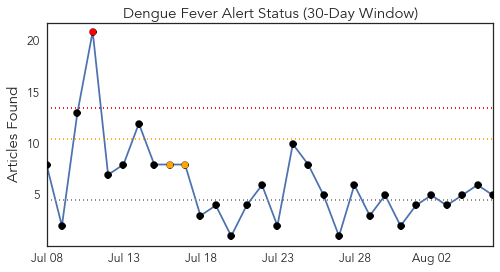 Dengue Fever Alert Status (30-Day Window)
Articles Found
20
15
10
5
Jul 08 Jul 13 Jul 18 Jul 23 Jul 28 Aug 02